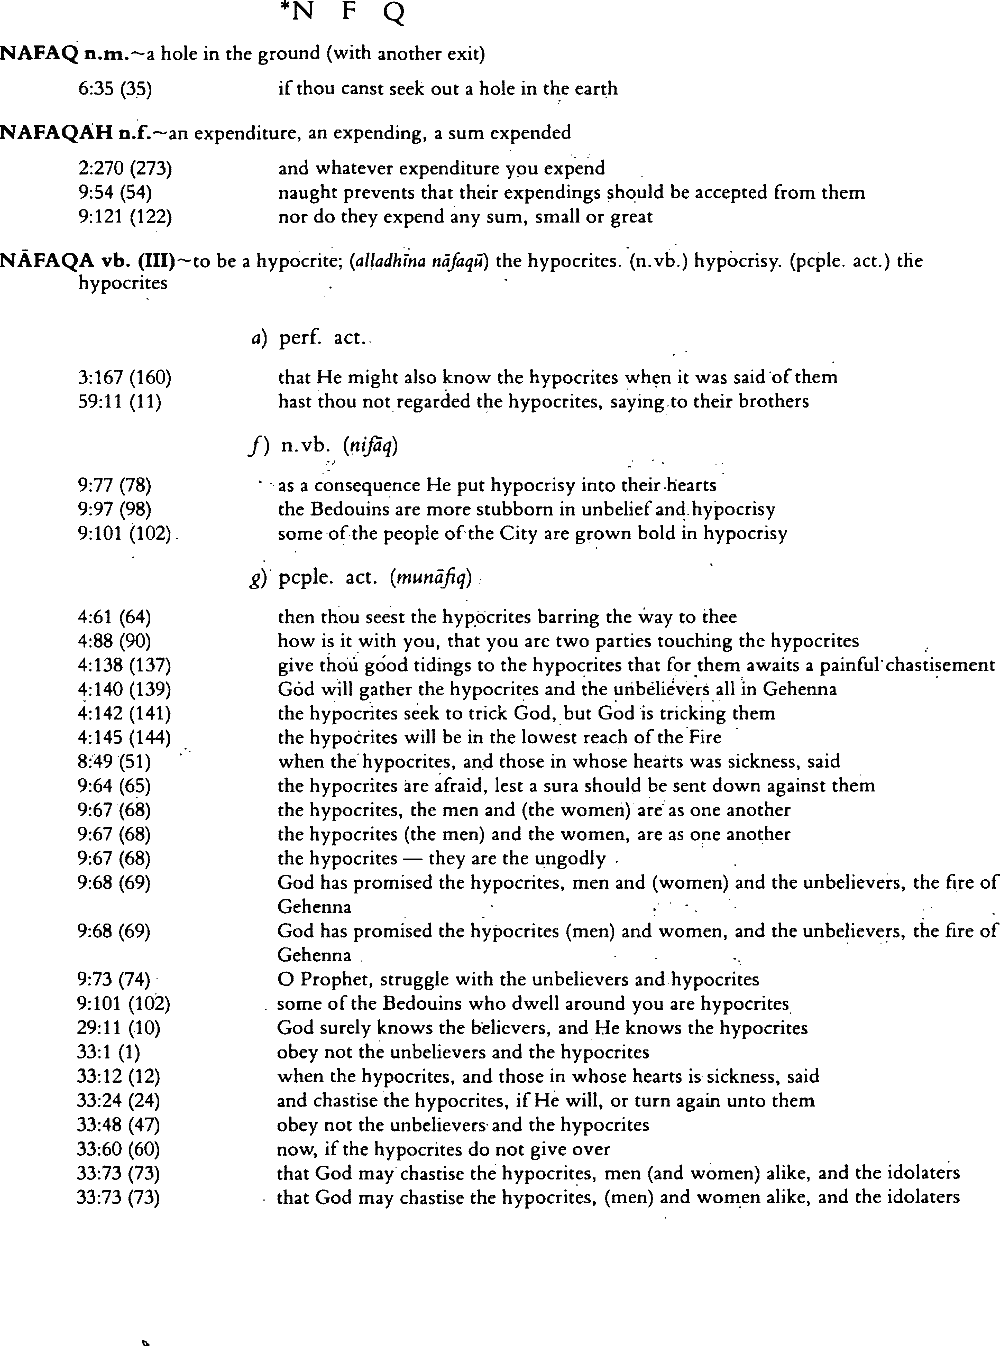 *N F Q
NAFAQ n.m.~a hole in the ground (with another exit)
6:35 (35) if thou canst seek out a hole in the earth
NAFAQAH n.f.~an expenditure, an expending, a sum expended
2:270 (273) and whatever expenditure you expend
9:54 (54) naught prevents that their expendings should be accepted from them
9:121 (122) nor do they expend any sum, small or great
NĀFAQA vb. (III)~to be a hypocrite; (alladhīna nāfaqū) the hypocrites. (n.vb.) hypocrisy. (pcple. act.) the
hypocrites
a) perf. act.
3:167 (160) that He might also know the hypocrites when it was said of them
59:11 (11) hast thou not regarded the hypocrites, saying to their brothers
f) n.vb. (nifāq)
9:77 (78) as a consequence He put hypocrisy into their hearts
9:97 (98) the Bedouins are more stubborn in unbelief and hypocrisy
9:101 (102) some of the people of the City are grown bold in hypocrisy
g) pcple. act. (munāfiq)
4:61 (64) then thou seest the hypocrites barring the way to thee
4:88 (90) how is it with you, that you are two parties touching the hypocrites
4:138 (137) give thou good tidings to the hypocrites that for them awaits a painful chastisement
4:140 (139) God will gather the hypocrites and the unbelievers all in Gehenna
4:142 (141) the hypocrites seek to trick God, but God is tricking them
4:145 (144) the hypocrites will be in the lowest reach of the Fire
8:49 (51) when the hypocrites, and those in whose hearts was sickness, said
9:64 (65) the hypocrites are afraid, lest a sura should be sent down against them
9:67 (68) the hypocrites, the men and (the women) are as one another
9:67 (68) the hypocrites (the men) and the women, are as one another
9:67 (68) the hypocrites — they are the ungodly
9:68 (69) God has promised the hypocrites, men and (women) and the unbelievers, the fire of
Gehenna
9:68 (69) God has promised the hypocrites (men) and women, and the unbelievers, the fire of
Gehenna
9:73 (74) O Prophet, struggle with the unbelievers and hypocrites
9:101 (102) some of the Bedouins who dwell around you are hypocrites
29:11 (10) God surely knows the believers, and He knows the hypocrites
33:1 (1) obey not the unbelievers and the hypocrites
33:12 (12) when the hypocrites, and those in whose hearts is sickness, said
33:24 (24) and chastise the hypocrites, if He will, or turn again unto them
33:48 (47) obey not the unbelievers and the hypocrites
33:60 (60) now, if the hypocrites do not give over
33:73 (73) that God may chastise the hypocrites, men (and women) alike, and the idolaters
33:73 (73) that God may chastise the hypocrites, (men) and women alike, and the idolaters